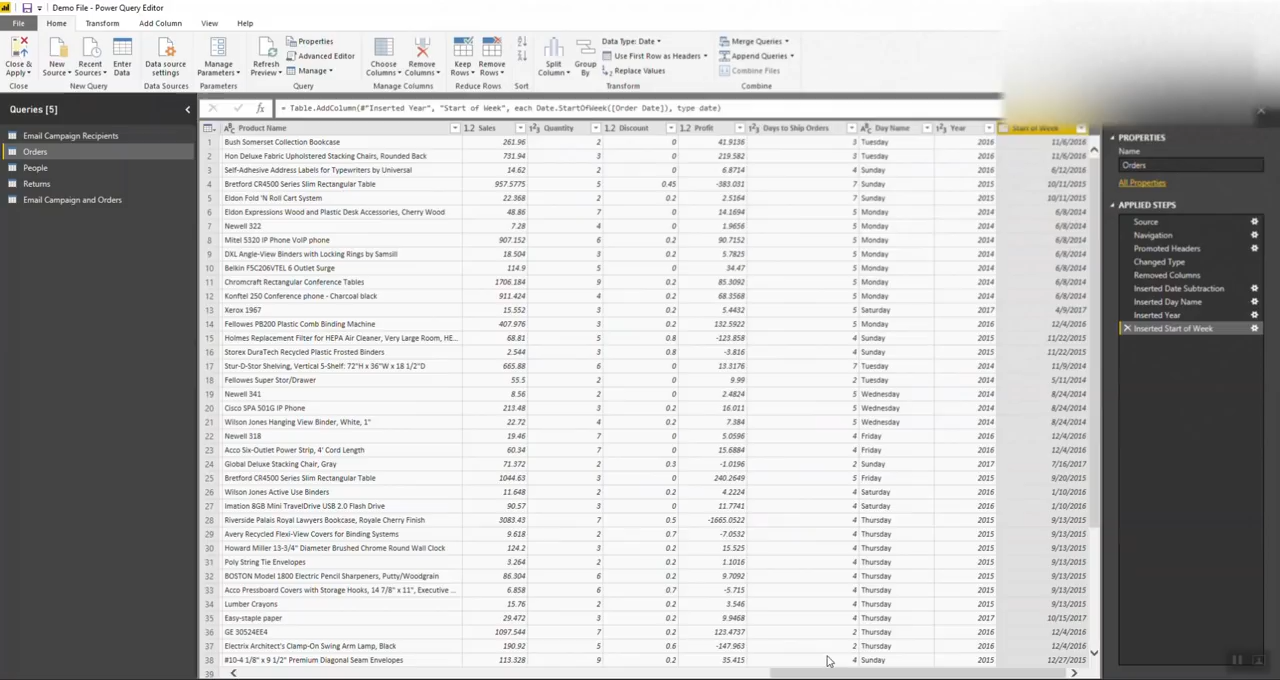 Demo File - Power Query Editor
File Home Transform Add Column View Help
Close & Apply New Source Recent Sources Enter Data Data source settings Manage Parameters Refresh Preview Properties Advanced Editor Manage Choose Columns Remove Columns Keep Rows Remove Rows Split Column Group By Data Type: Date Use First Row as Headers Replace Values Merge Queries Append Queries Combine Files
Close New Query Data Sources Parameters Query Reduce Rows Sort Transform Combine
Queries [5]
= Table.AddColumn(#"Inserted Year", "Start of Week", each Date.StartOfWeek([Order Date]), type date)
Email Campaign Recipients
Orders
People
Returns
Email Campaign and Orders
Product Name 1.2 Sales 1²3 Quantity 1.2 Discount 1.2 Profit 1²3 Days to Ship Orders Day Name 1²3 Year Start of Week
1 Bush Somerset Collection Bookcase 261.96 2 0 41.9136 3 Tuesday 2016 11/6/2016
2 Hon Deluxe Fabric Upholstered Stacking Chairs, Rounded Back 731.94 3 0 219.582 3 Tuesday 2016 11/6/2016
3 Self-Adhesive Address Labels for Typewriters by Universal 14.62 2 0 6.8714 4 Sunday 2016 6/12/2016
4 Bretford CR4500 Series Slim Rectangular Table 957.5775 5 0.45 -383.031 7 Sunday 2015 10/11/2015
5 Eldon Fold 'N Roll Cart System 22.368 2 0.2 2.5164 7 Sunday 2015 10/11/2015
6 Eldon Expressions Wood and Plastic Desk Accessories, Cherry Wood 48.86 7 0 14.1694 5 Monday 2014 6/8/2014
7 Newell 322 7.28 4 0 1.9656 5 Monday 2014 6/8/2014
8 Mitel 5320 IP Phone VoIP phone 907.152 6 0.2 90.7152 5 Monday 2014 6/8/2014
9 DXL Angle-View Binders with Locking Rings by Samsill 18.504 3 0.2 5.7825 5 Monday 2014 6/8/2014
10 Belkin F5C206VTEL 6 Outlet Surge 114.9 5 0 34.47 5 Monday 2014 6/8/2014
11 Chromcraft Rectangular Conference Tables 1706.184 9 0.2 85.3092 5 Monday 2014 6/8/2014
12 Konftel 250 Conference phone - Charcoal black 911.424 4 0.2 68.3568 5 Monday 2014 6/8/2014
13 Xerox 1967 15.552 3 0.2 5.4432 5 Saturday 2017 4/9/2017
14 Fellowes PB200 Plastic Comb Binding Machine 407.976 3 0.2 132.5922 5 Monday 2016 12/4/2016
15 Holmes Replacement Filter for HEPA Air Cleaner, Very Large Room, HE... 68.81 5 0.8 -123.858 4 Sunday 2015 11/22/2015
16 Storex DuraTech Recycled Plastic Frosted Binders 2.544 3 0.8 -3.816 4 Sunday 2015 11/22/2015
17 Stur-D-Stor Shelving, Vertical 5-Shelf: 72"H x 36"W x 18 1/2"D 665.88 6 0 13.3176 7 Tuesday 2014 11/9/2014
18 Fellowes Super Stor/Drawer 55.5 2 0 9.99 2 Tuesday 2014 5/11/2014
19 Newell 341 8.56 2 0 2.4824 5 Wednesday 2014 8/24/2014
20 Cisco SPA 501G IP Phone 213.48 3 0.2 16.011 5 Wednesday 2014 8/24/2014
21 Wilson Jones Hanging View Binder, White, 1" 22.72 4 0.2 7.384 5 Wednesday 2014 8/24/2014
22 Newell 318 19.46 7 0 5.0596 4 Friday 2016 12/4/2016
23 Acco Six-Outlet Power Strip, 4' Cord Length 60.34 7 0 15.6884 4 Friday 2016 12/4/2016
24 Global Deluxe Stacking Chair, Gray 71.372 2 0.3 -1.0196 2 Sunday 2017 7/16/2017
25 Bretford CR4500 Series Slim Rectangular Table 1044.63 3 0 240.2649 5 Friday 2015 9/20/2015
26 Wilson Jones Active Use Binders 11.648 2 0.2 4.2224 4 Saturday 2016 1/10/2016
27 Imation 8GB Mini TravelDrive USB 2.0 Flash Drive 90.57 3 0 11.7741 4 Saturday 2016 1/10/2016
28 Riverside Palais Royal Lawyers Bookcase, Royale Cherry Finish 3083.43 7 0.5 -1665.0522 4 Thursday 2015 9/13/2015
29 Avery Recycled Flexi-View Covers for Binding Systems 9.618 2 0.7 -7.0532 4 Thursday 2015 9/13/2015
30 Howard Miller 13-3/4" Diameter Brushed Chrome Round Wall Clock 124.2 3 0.2 15.525 4 Thursday 2015 9/13/2015
31 Poly String Tie Envelopes 3.264 2 0.2 1.1016 4 Thursday 2015 9/13/2015
32 BOSTON Model 1800 Electric Pencil Sharpeners, Putty/Woodgrain 86.304 6 0.2 9.7092 4 Thursday 2015 9/13/2015
33 Acco Pressboard Covers with Storage Hooks, 14 7/8" x 11", Executive ... 6.858 6 0.7 -5.715 4 Thursday 2015 9/13/2015
34 Lumber Crayons 15.76 2 0.2 3.546 4 Thursday 2015 9/13/2015
35 Easy-staple paper 29.472 3 0.2 9.9468 4 Thursday 2017 10/15/2017
36 GE 30524EE4 1097.544 7 0.2 123.4737 2 Thursday 2016 12/4/2016
37 Electrix Architect's Clamp-On Swing Arm Lamp, Black 190.92 5 0.6 -147.963 2 Thursday 2016 12/4/2016
38 #10-4 1/8" x 9 1/2" Premium Diagonal Seam Envelopes 113.328 9 0.2 35.415 4 Sunday 2015 12/27/2015
39
PROPERTIES
Name
Orders
All Properties
APPLIED STEPS
Source
Navigation
Promoted Headers
Changed Type
Removed Columns
Inserted Date Subtraction
Inserted Day Name
Inserted Year
Inserted Start of Week